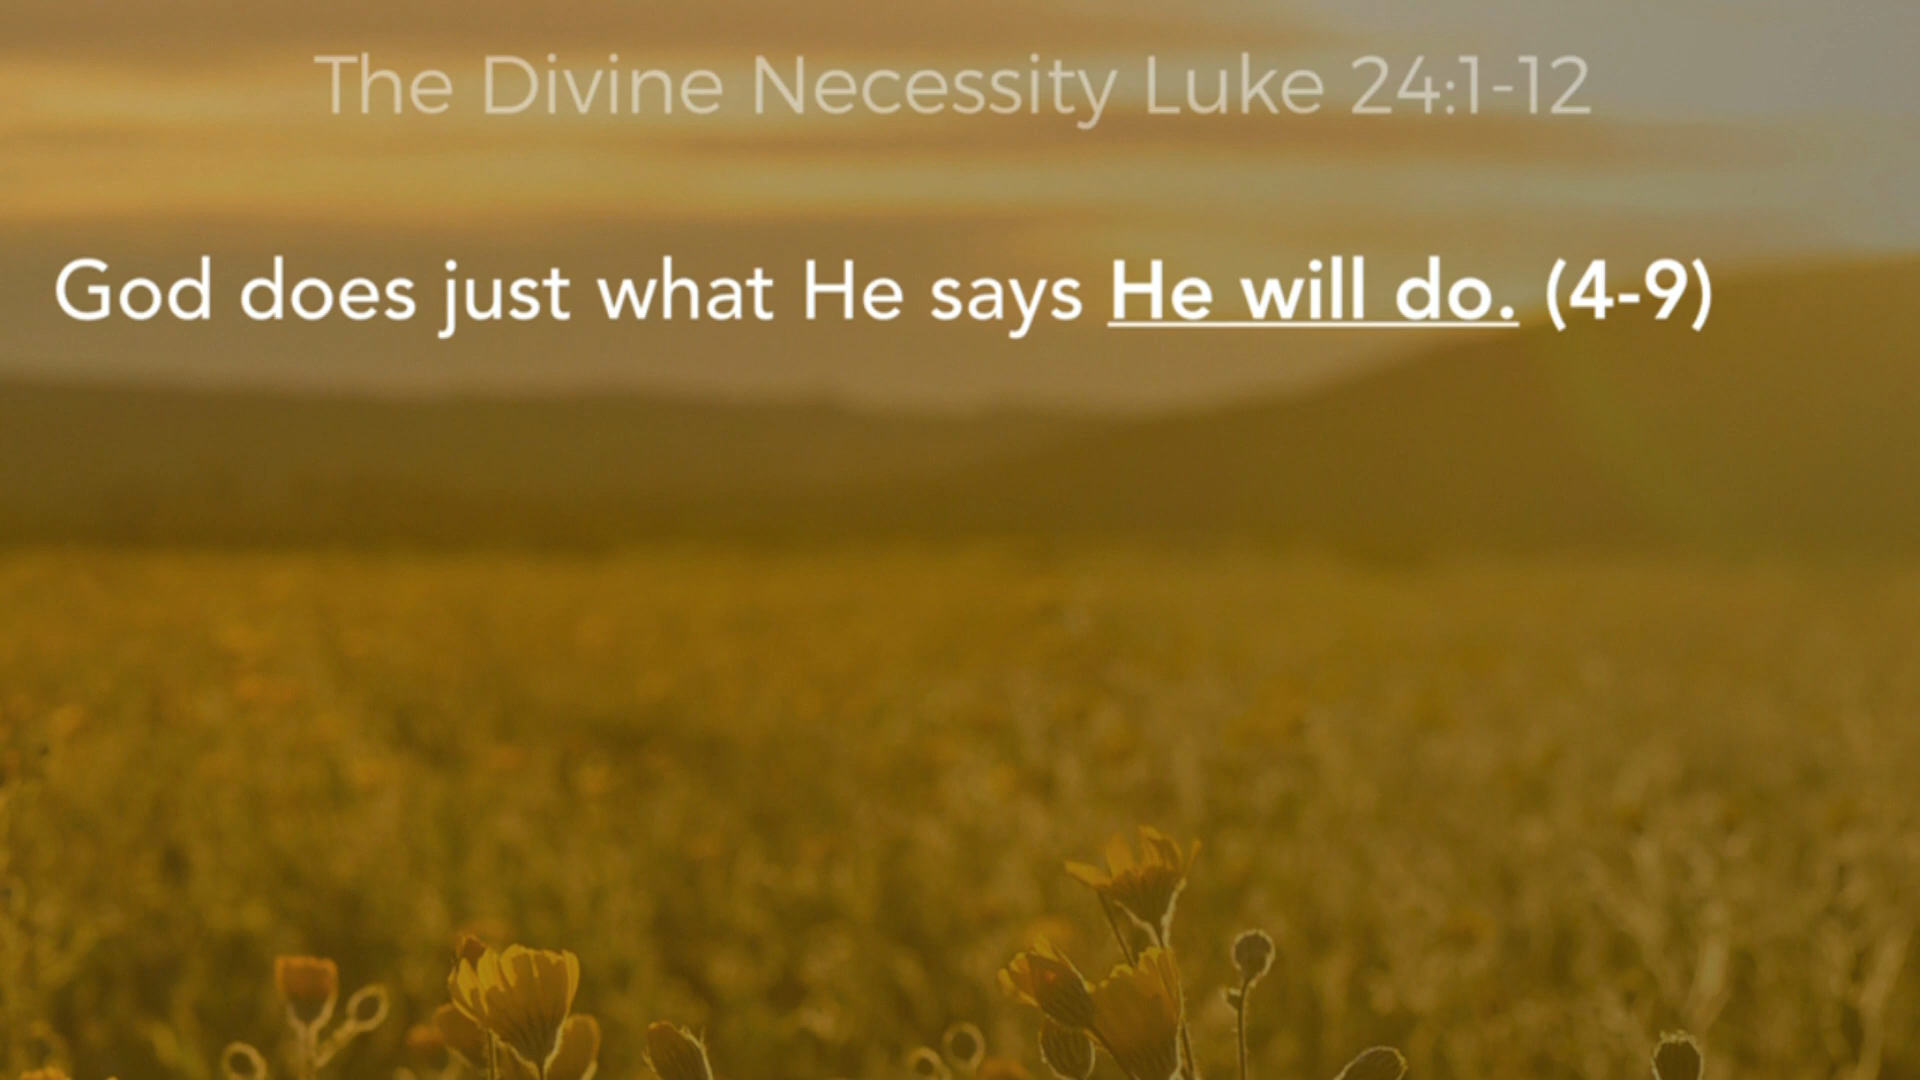 The Divine Necessity Luke 24:1-12
God does just what He says He will do. (4-9)